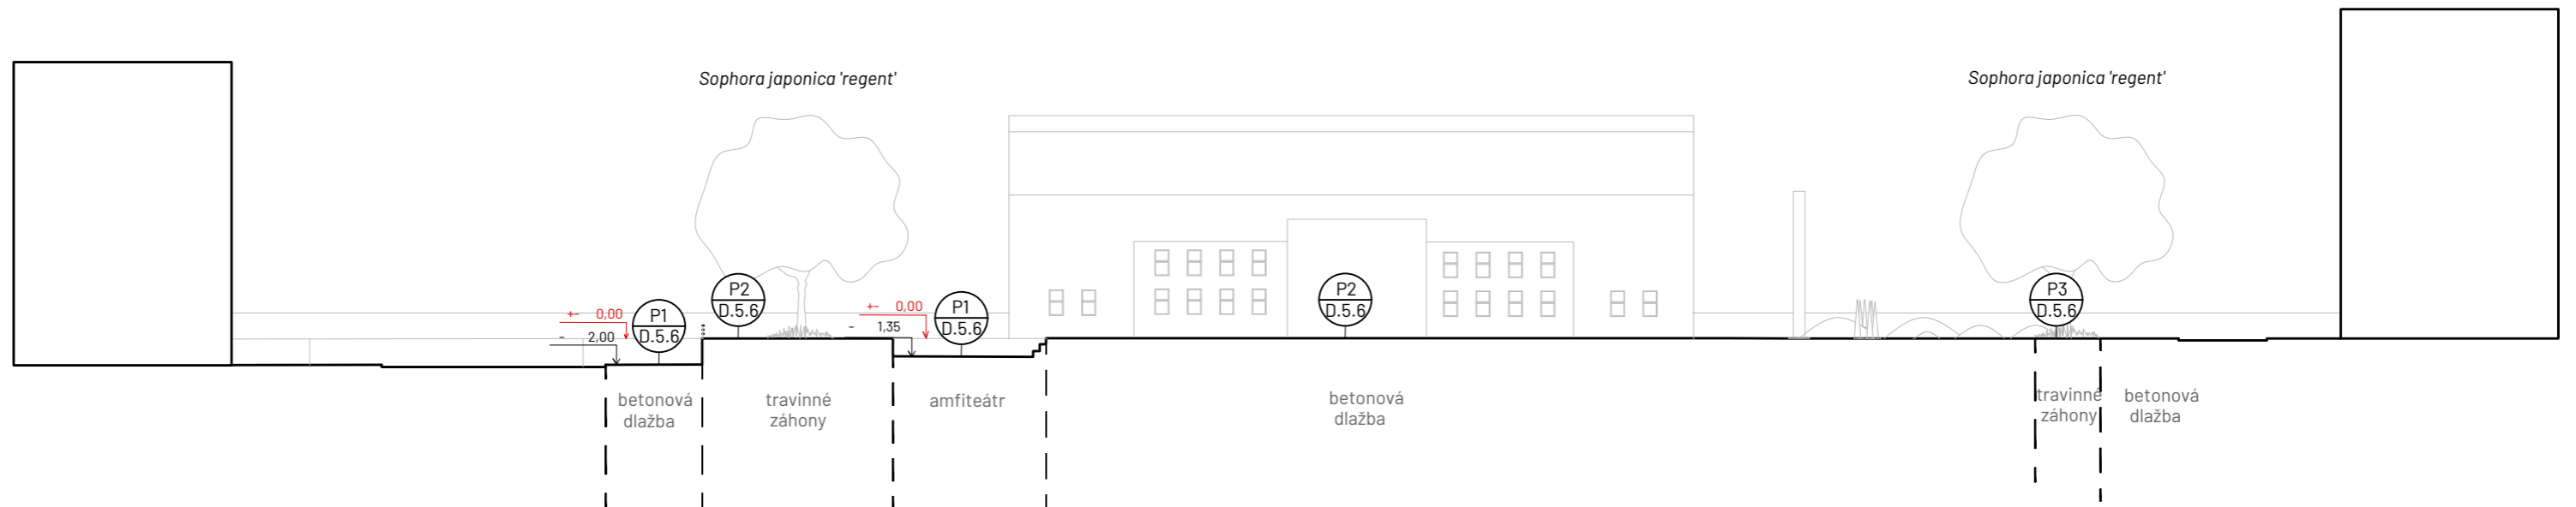 Sophora japonica 'regent'
Sophora japonica 'regent'
P2
D.5.6
P2
D.5.6
P3
D.5.6
+- 0,00
P1
D.5.6
+- 0,00
P1
D.5.6
- 2,00
- 1,35
betonová
dlažba
travinné
záhony
amfiteátr
betonová
dlažba
travinné
záhony
betonová
dlažba